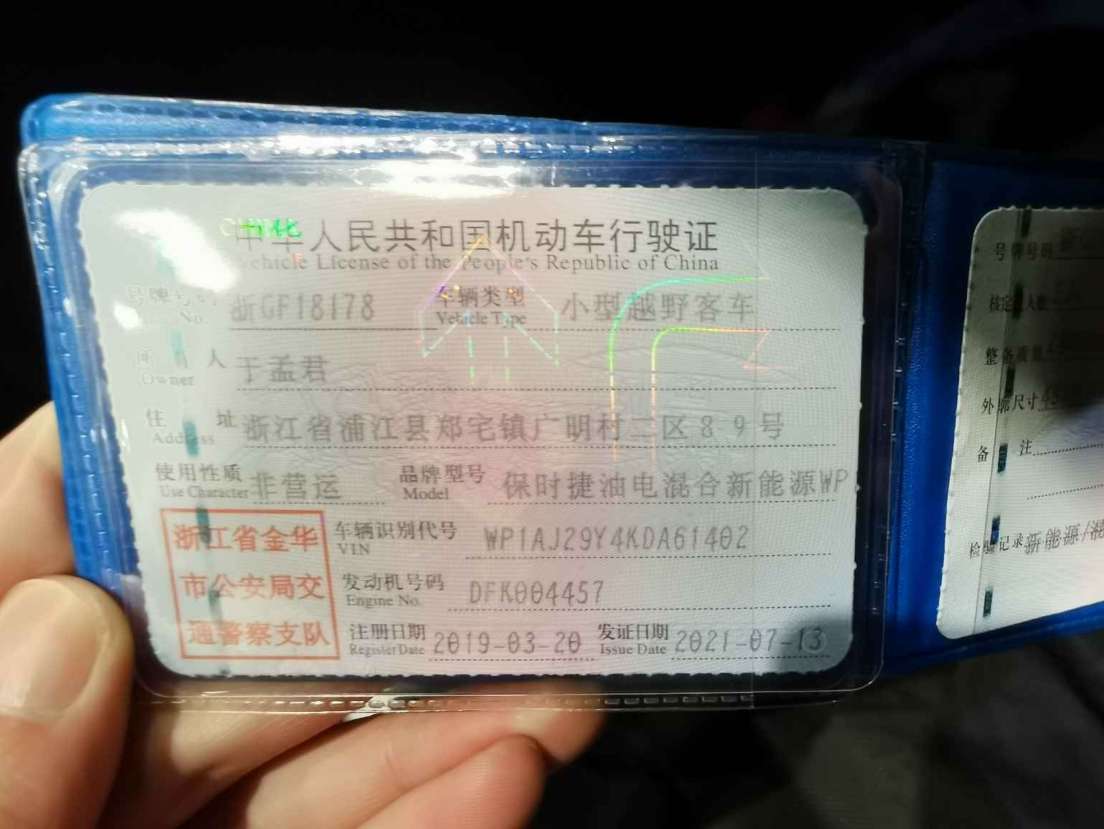 中华人民共和国机动车行驶证
Vehicle License of the People's Republic of China
号牌号码 浙GF18178 车辆类型 小型越野客车
No. Vehicle Type
人 于孟君
Owner
住 址 浙江省浦江县郑宅镇广明村二区89号
Address
使用性质 非营运 品牌型号 保时捷油电混合新能源WP
Use Character Model
浙江省金华 车辆识别代号 WP1AJ29Y4KDA61402
VIN
市公安局交 发动机号码 DFK004457
Engine No.
通警察支队 注册日期 2019-03-20 发证日期 2021-07-13
Register Date Issue Date
号牌号码
核定人数
整备质量
外廓尺寸
备 注
检验记录 新能源/混